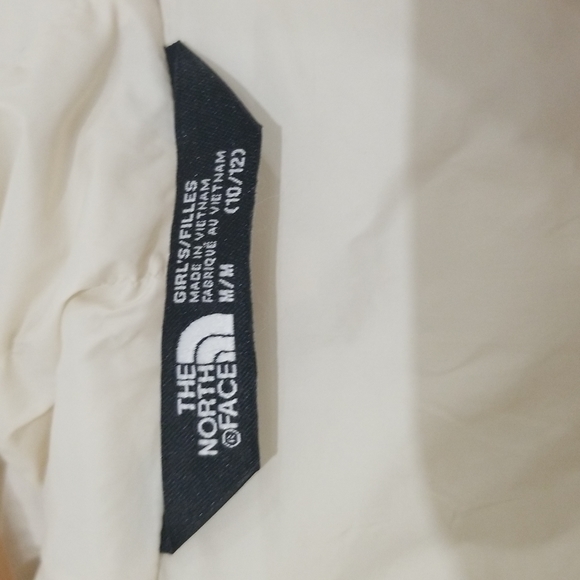 THE
NORTH
FACE®
GIRL'S/FILLES
MADE IN VIETNAM
FABRIQUÉ AU VIETNAM
M/M (10/12)